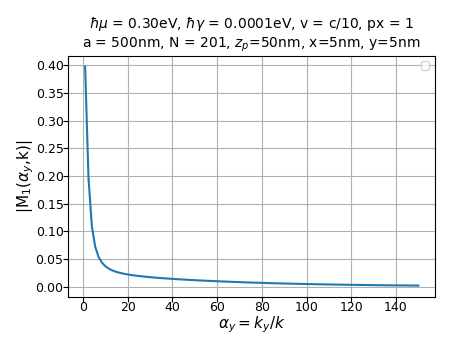 ℏμ = 0.30eV, ℏγ = 0.0001eV, v = c/10, px = 1
a = 500nm, N = 201, z_p=50nm, x=5nm, y=5nm
|M₁(α_y,k)|
0.40
0.35
0.30
0.25
0.20
0.15
0.10
0.05
0.00
0 20 40 60 80 100 120 140
α_y = k_y/k